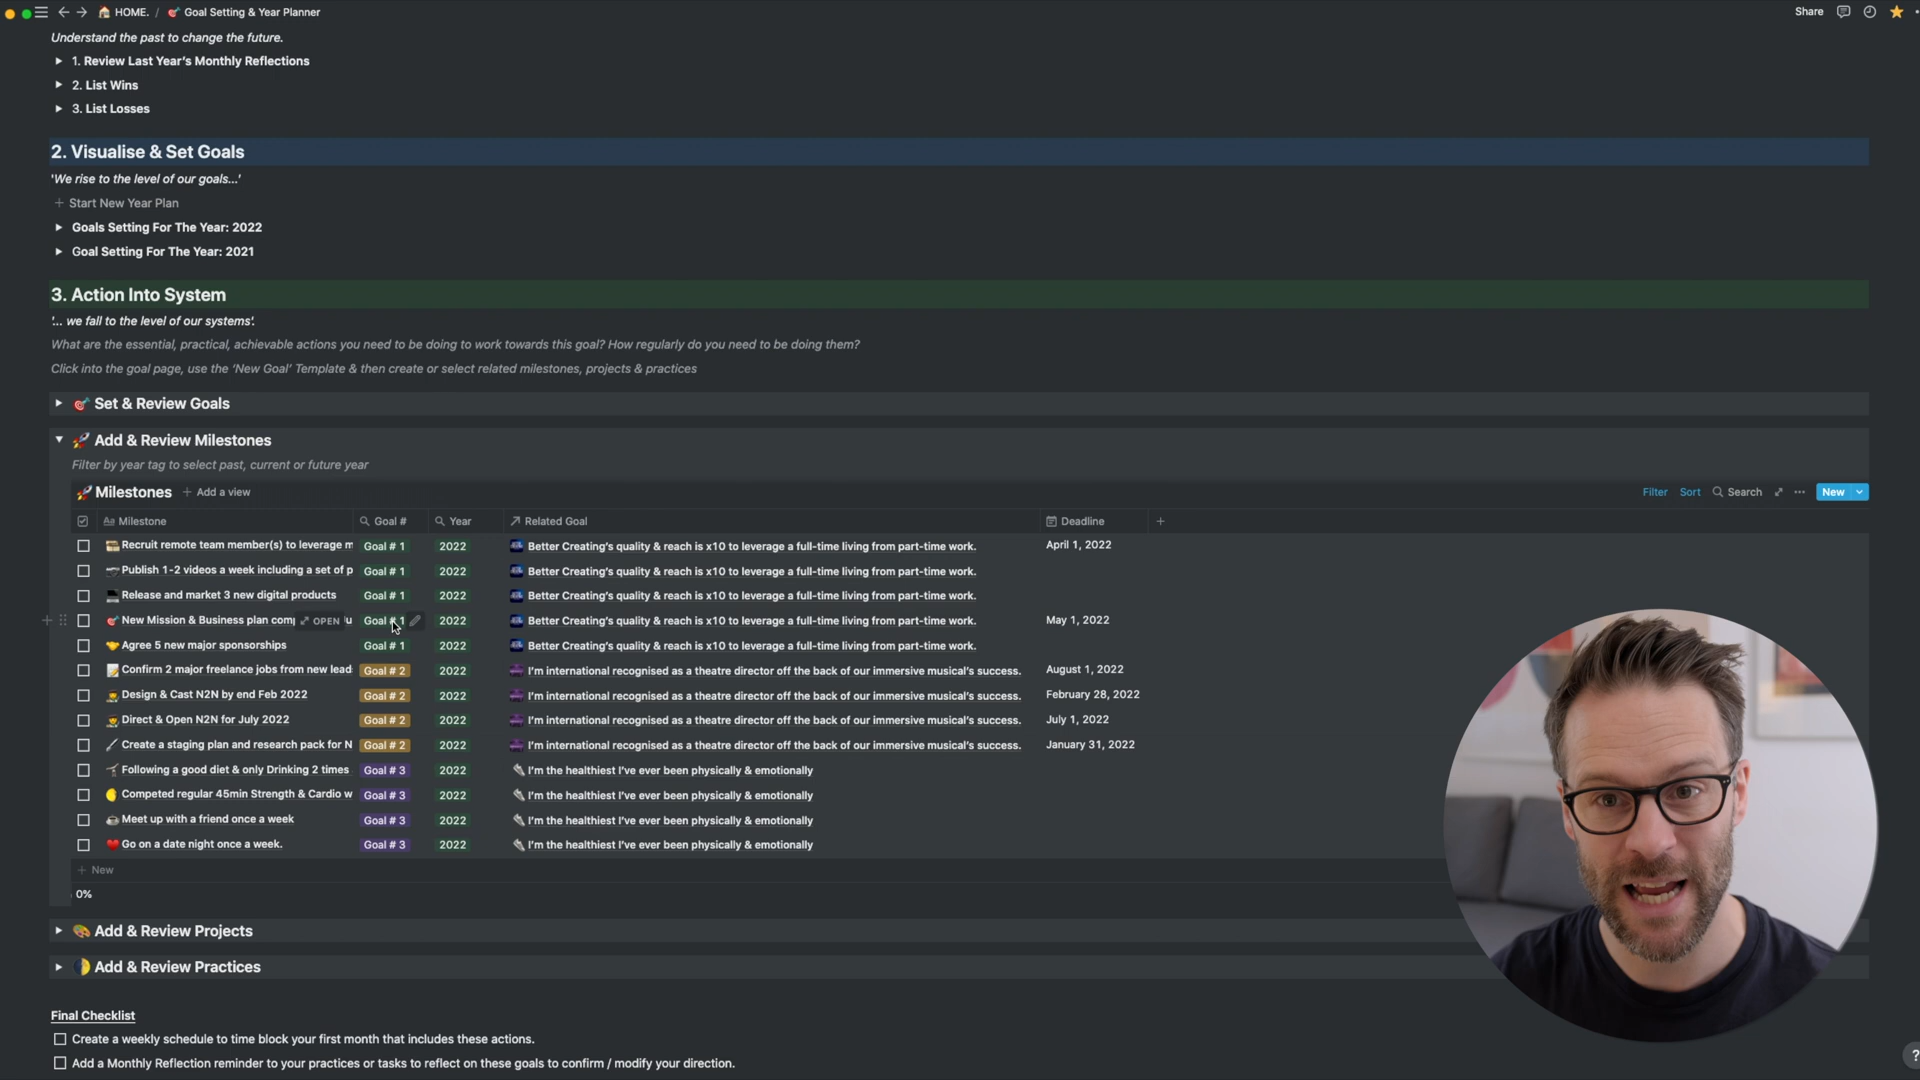 HOME. / Goal Setting & Year Planner
Share
Understand the past to change the future.
1. Review Last Year's Monthly Reflections
2. List Wins
3. List Losses
2. Visualise & Set Goals
'We rise to the level of our goals...'
+ Start New Year Plan
Goals Setting For The Year: 2022
Goal Setting For The Year: 2021
3. Action Into System
'... we fall to the level of our systems'.
What are the essential, practical, achievable actions you need to be doing to work towards this goal? How regularly do you need to be doing them?
Click into the goal page, use the 'New Goal' Template & then create or select related milestones, projects & practices
Set & Review Goals
Add & Review Milestones
Filter by year tag to select past, current or future year
Milestones + Add a view Filter Sort Search New
Aa Milestone Goal # Year Related Goal Deadline +
Recruit remote team member(s) to leverage m Goal # 1 2022 Better Creating's quality & reach is x10 to leverage a full-time living from part-time work. April 1, 2022
Publish 1-2 videos a week including a set of p Goal # 1 2022 Better Creating's quality & reach is x10 to leverage a full-time living from part-time work.
Release and market 3 new digital products Goal # 1 2022 Better Creating's quality & reach is x10 to leverage a full-time living from part-time work.
New Mission & Business plan comp OPEN Goal # 1 2022 Better Creating's quality & reach is x10 to leverage a full-time living from part-time work. May 1, 2022
Agree 5 new major sponsorships Goal # 1 2022 Better Creating's quality & reach is x10 to leverage a full-time living from part-time work.
Confirm 2 major freelance jobs from new lead Goal # 2 2022 I'm international recognised as a theatre director off the back of our immersive musical's success. August 1, 2022
Design & Cast N2N by end Feb 2022 Goal # 2 2022 I'm international recognised as a theatre director off the back of our immersive musical's success. February 28, 2022
Direct & Open N2N for July 2022 Goal # 2 2022 I'm international recognised as a theatre director off the back of our immersive musical's success. July 1, 2022
Create a staging plan and research pack for N Goal # 2 2022 I'm international recognised as a theatre director off the back of our immersive musical's success. January 31, 2022
Following a good diet & only Drinking 2 times Goal # 3 2022 I'm the healthiest I've ever been physically & emotionally
Competed regular 45min Strength & Cardio w Goal # 3 2022 I'm the healthiest I've ever been physically & emotionally
Meet up with a friend once a week Goal # 3 2022 I'm the healthiest I've ever been physically & emotionally
Go on a date night once a week. Goal # 3 2022 I'm the healthiest I've ever been physically & emotionally
+ New
0%
Add & Review Projects
Add & Review Practices
Final Checklist
Create a weekly schedule to time block your first month that includes these actions.
Add a Monthly Reflection reminder to your practices or tasks to reflect on these goals to confirm / modify your direction.
?